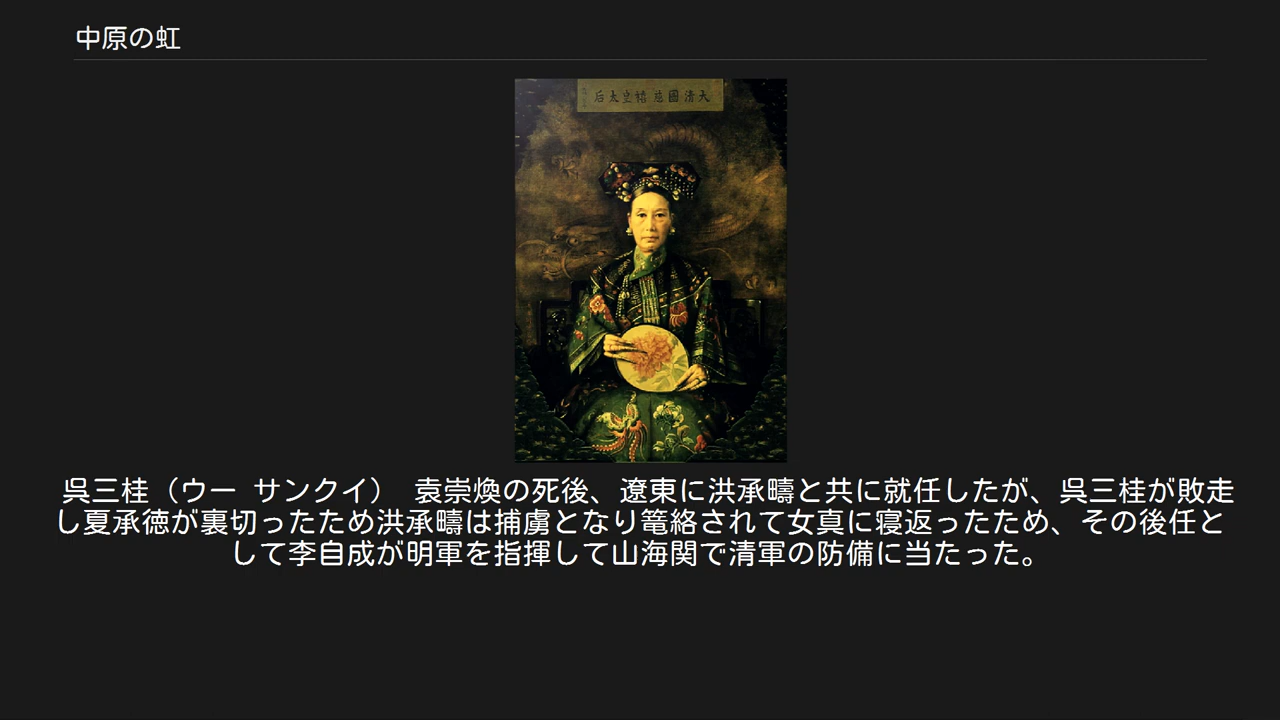 中原の虹
后太皇禧慈國清大
呉三桂（ウー サンクイ） 袁崇煥の死後、遼東に洪承疇と共に就任したが、呉三桂が敗走
し夏承徳が裏切ったため洪承疇は捕虜となり篭絡されて女真に寝返ったため、その後任と
して李自成が明軍を指揮して山海関で清軍の防備に当たった。